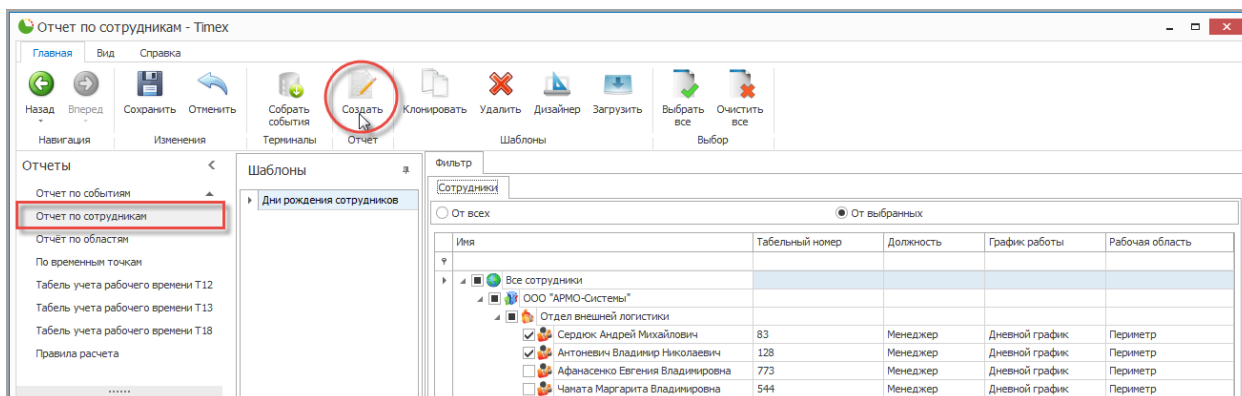 Отчет по сотрудникам - Timex
Главная Вид Справка
Назад Вперед Сохранить Отменить Собрать события Создать Клонировать Удалить Дизайнер Загрузить Выбрать все Очистить все
Навигация Изменения Терминалы Отчет Шаблоны Выбор
Отчеты
Отчет по событиям
Отчет по сотрудникам
Отчёт по областям
По временным точкам
Табель учета рабочего времени Т12
Табель учета рабочего времени Т13
Табель учета рабочего времени Т18
Правила расчета
Шаблоны
Дни рождения сотрудников
Фильтр
Сотрудники
От всех От выбранных
Имя Табельный номер Должность График работы Рабочая область
Все сотрудники
ООО "АРМО-Системы"
Отдел внешней логистики
Сердюк Андрей Михайлович 83 Менеджер Дневной график Периметр
Антоневич Владимир Николаевич 128 Менеджер Дневной график Периметр
Афанасенко Евгения Владимировна 773 Менеджер Дневной график Периметр
Чамата Маргарита Владимировна 544 Менеджер Дневной график Периметр